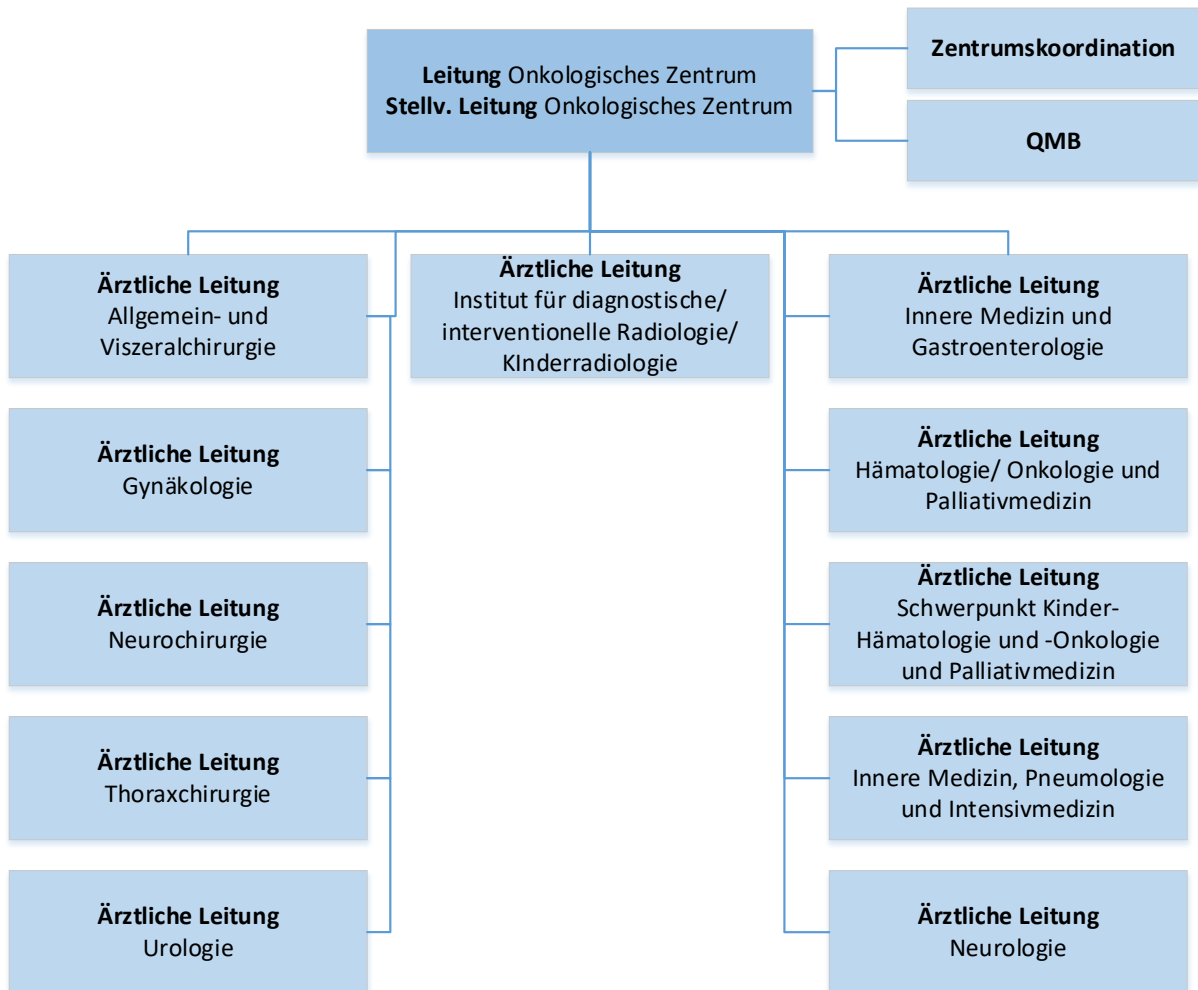 Leitung Onkologisches Zentrum
Stellv. Leitung Onkologisches Zentrum
Zentrumskoordination
QMB
Ärztliche Leitung
Allgemein- und
Viszeralchirurgie
Ärztliche Leitung
Gynäkologie
Ärztliche Leitung
Neurochirurgie
Ärztliche Leitung
Thoraxchirurgie
Ärztliche Leitung
Urologie
Ärztliche Leitung
Institut für diagnostische/
interventionelle Radiologie/
KInderradiologie
Ärztliche Leitung
Innere Medizin und
Gastroenterologie
Ärztliche Leitung
Hämatologie/ Onkologie und
Palliativmedizin
Ärztliche Leitung
Schwerpunkt Kinder-
Hämatologie und -Onkologie
und Palliativmedizin
Ärztliche Leitung
Innere Medizin, Pneumologie
und Intensivmedizin
Ärztliche Leitung
Neurologie